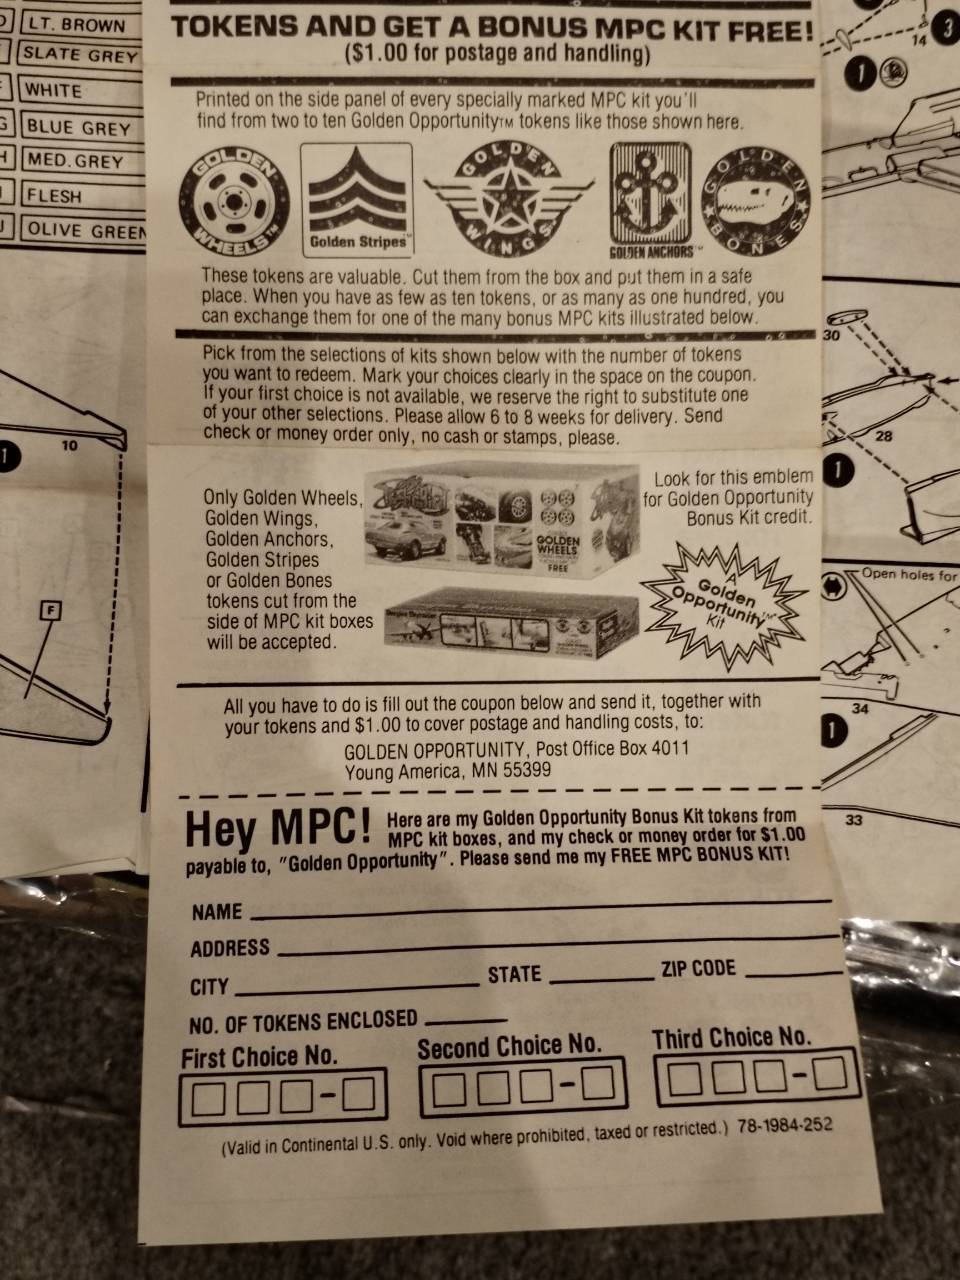 LT. BROWN
SLATE GREY
WHITE
BLUE GREY
MED. GREY
FLESH
OLIVE GREEN
10
1
F
TOKENS AND GET A BONUS MPC KIT FREE!
($1.00 for postage and handling)
Printed on the side panel of every specially marked MPC kit you'll
find from two to ten Golden Opportunity™ tokens like those shown here.
GOLDEN WHEELS™
Golden Stripes™
GOLDEN WINGS
GOLDEN ANCHORS™
GOLDEN BONES
These tokens are valuable. Cut them from the box and put them in a safe
place. When you have as few as ten tokens, or as many as one hundred, you
can exchange them for one of the many bonus MPC kits illustrated below.
Pick from the selections of kits shown below with the number of tokens
you want to redeem. Mark your choices clearly in the space on the coupon.
If your first choice is not available, we reserve the right to substitute one
of your other selections. Please allow 6 to 8 weeks for delivery. Send
check or money order only, no cash or stamps, please.
Only Golden Wheels,
Golden Wings,
Golden Anchors,
Golden Stripes
or Golden Bones
tokens cut from the
side of MPC kit boxes
will be accepted.
GOLDEN
WHEELS
FREE
Look for this emblem
for Golden Opportunity
Bonus Kit credit.
A
Golden
Opportunity™
Kit
All you have to do is fill out the coupon below and send it, together with
your tokens and $1.00 to cover postage and handling costs, to:
GOLDEN OPPORTUNITY, Post Office Box 4011
Young America, MN 55399
Hey MPC! Here are my Golden Opportunity Bonus Kit tokens from
MPC kit boxes, and my check or money order for $1.00
payable to, "Golden Opportunity". Please send me my FREE MPC BONUS KIT!
NAME
ADDRESS
CITY STATE ZIP CODE
NO. OF TOKENS ENCLOSED
First Choice No. Second Choice No. Third Choice No.
(Valid in Continental U.S. only. Void where prohibited, taxed or restricted.) 78-1984-252
3
14
1
30
28
1
Open holes for
34
1
33